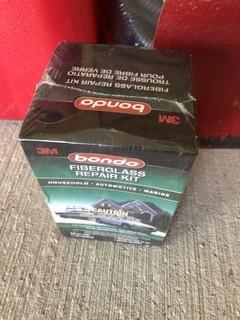 FIBERGLASS
REPAIR KIT
TROUSSE DE RÉPARATION
POUR FIBRE DE VERRE
bondo
3M
3M
bondo
FIBERGLASS
REPAIR KIT
HOUSEHOLD • AUTOMOTIVE • MARINE
CAUTION